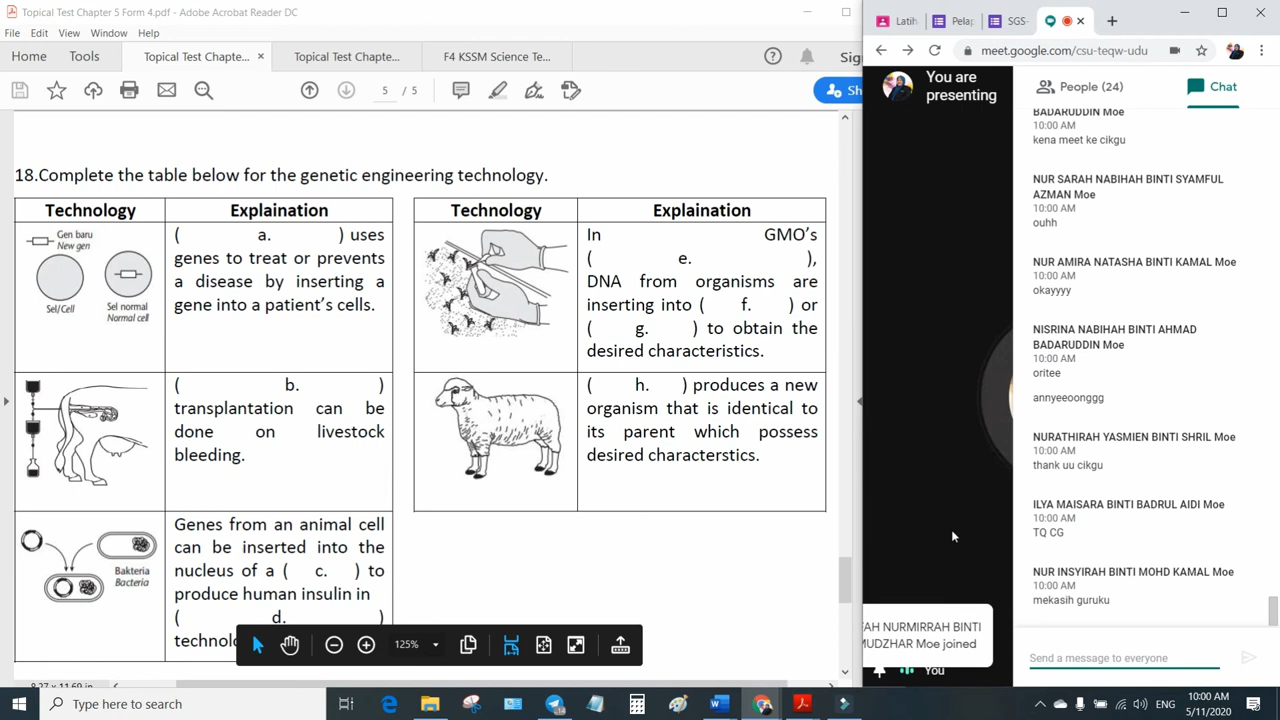 Topical Test Chapter 5 Form 4.pdf - Adobe Acrobat Reader DC
File Edit View Window Help
Home Tools Topical Test Chapte... Topical Test Chapte... F4 KSSM Science Te...
5 / 5
18.Complete the table below for the genetic engineering technology.
Technology Explaination
Gen baru
New gen
Sel/Cell
Sel normal
Normal cell
( a. ) uses
genes to treat or prevents
a disease by inserting a
gene into a patient's cells.
( b. )
transplantation can be
done on livestock
bleeding.
Bakteria
Bacteria
Genes from an animal cell
can be inserted into the
nucleus of a ( c. ) to
produce human insulin in
( d. )
Technology Explaination
In GMO's
( e. ),
DNA from organisms are
inserting into ( f. ) or
( g. ) to obtain the
desired characteristics.
( h. ) produces a new
organism that is identical to
its parent which possess
desired characterstics.
125%
Latih
Pelap
SGS-
meet.google.com/csu-teqw-udu
You are
presenting
People (24) Chat
BADARUDDIN Moe
10:00 AM
kena meet ke cikgu
NUR SARAH NABIHAH BINTI SYAMFUL
AZMAN Moe
10:00 AM
ouhh
NUR AMIRA NATASHA BINTI KAMAL Moe
10:00 AM
okayyyy
NISRINA NABIHAH BINTI AHMAD
BADARUDDIN Moe
10:00 AM
oritee
annyeeoonggg
NURATHIRAH YASMIEN BINTI SHRIL Moe
10:00 AM
thank uu cikgu
ILYA MAISARA BINTI BADRUL AIDI Moe
10:00 AM
TQ CG
NUR INSYIRAH BINTI MOHD KAMAL Moe
10:00 AM
mekasih guruku
NURMIRRAH BINTI
MUDZHAR Moe joined
You
Send a message to everyone
Type here to search
ENG
10:00 AM
5/11/2020